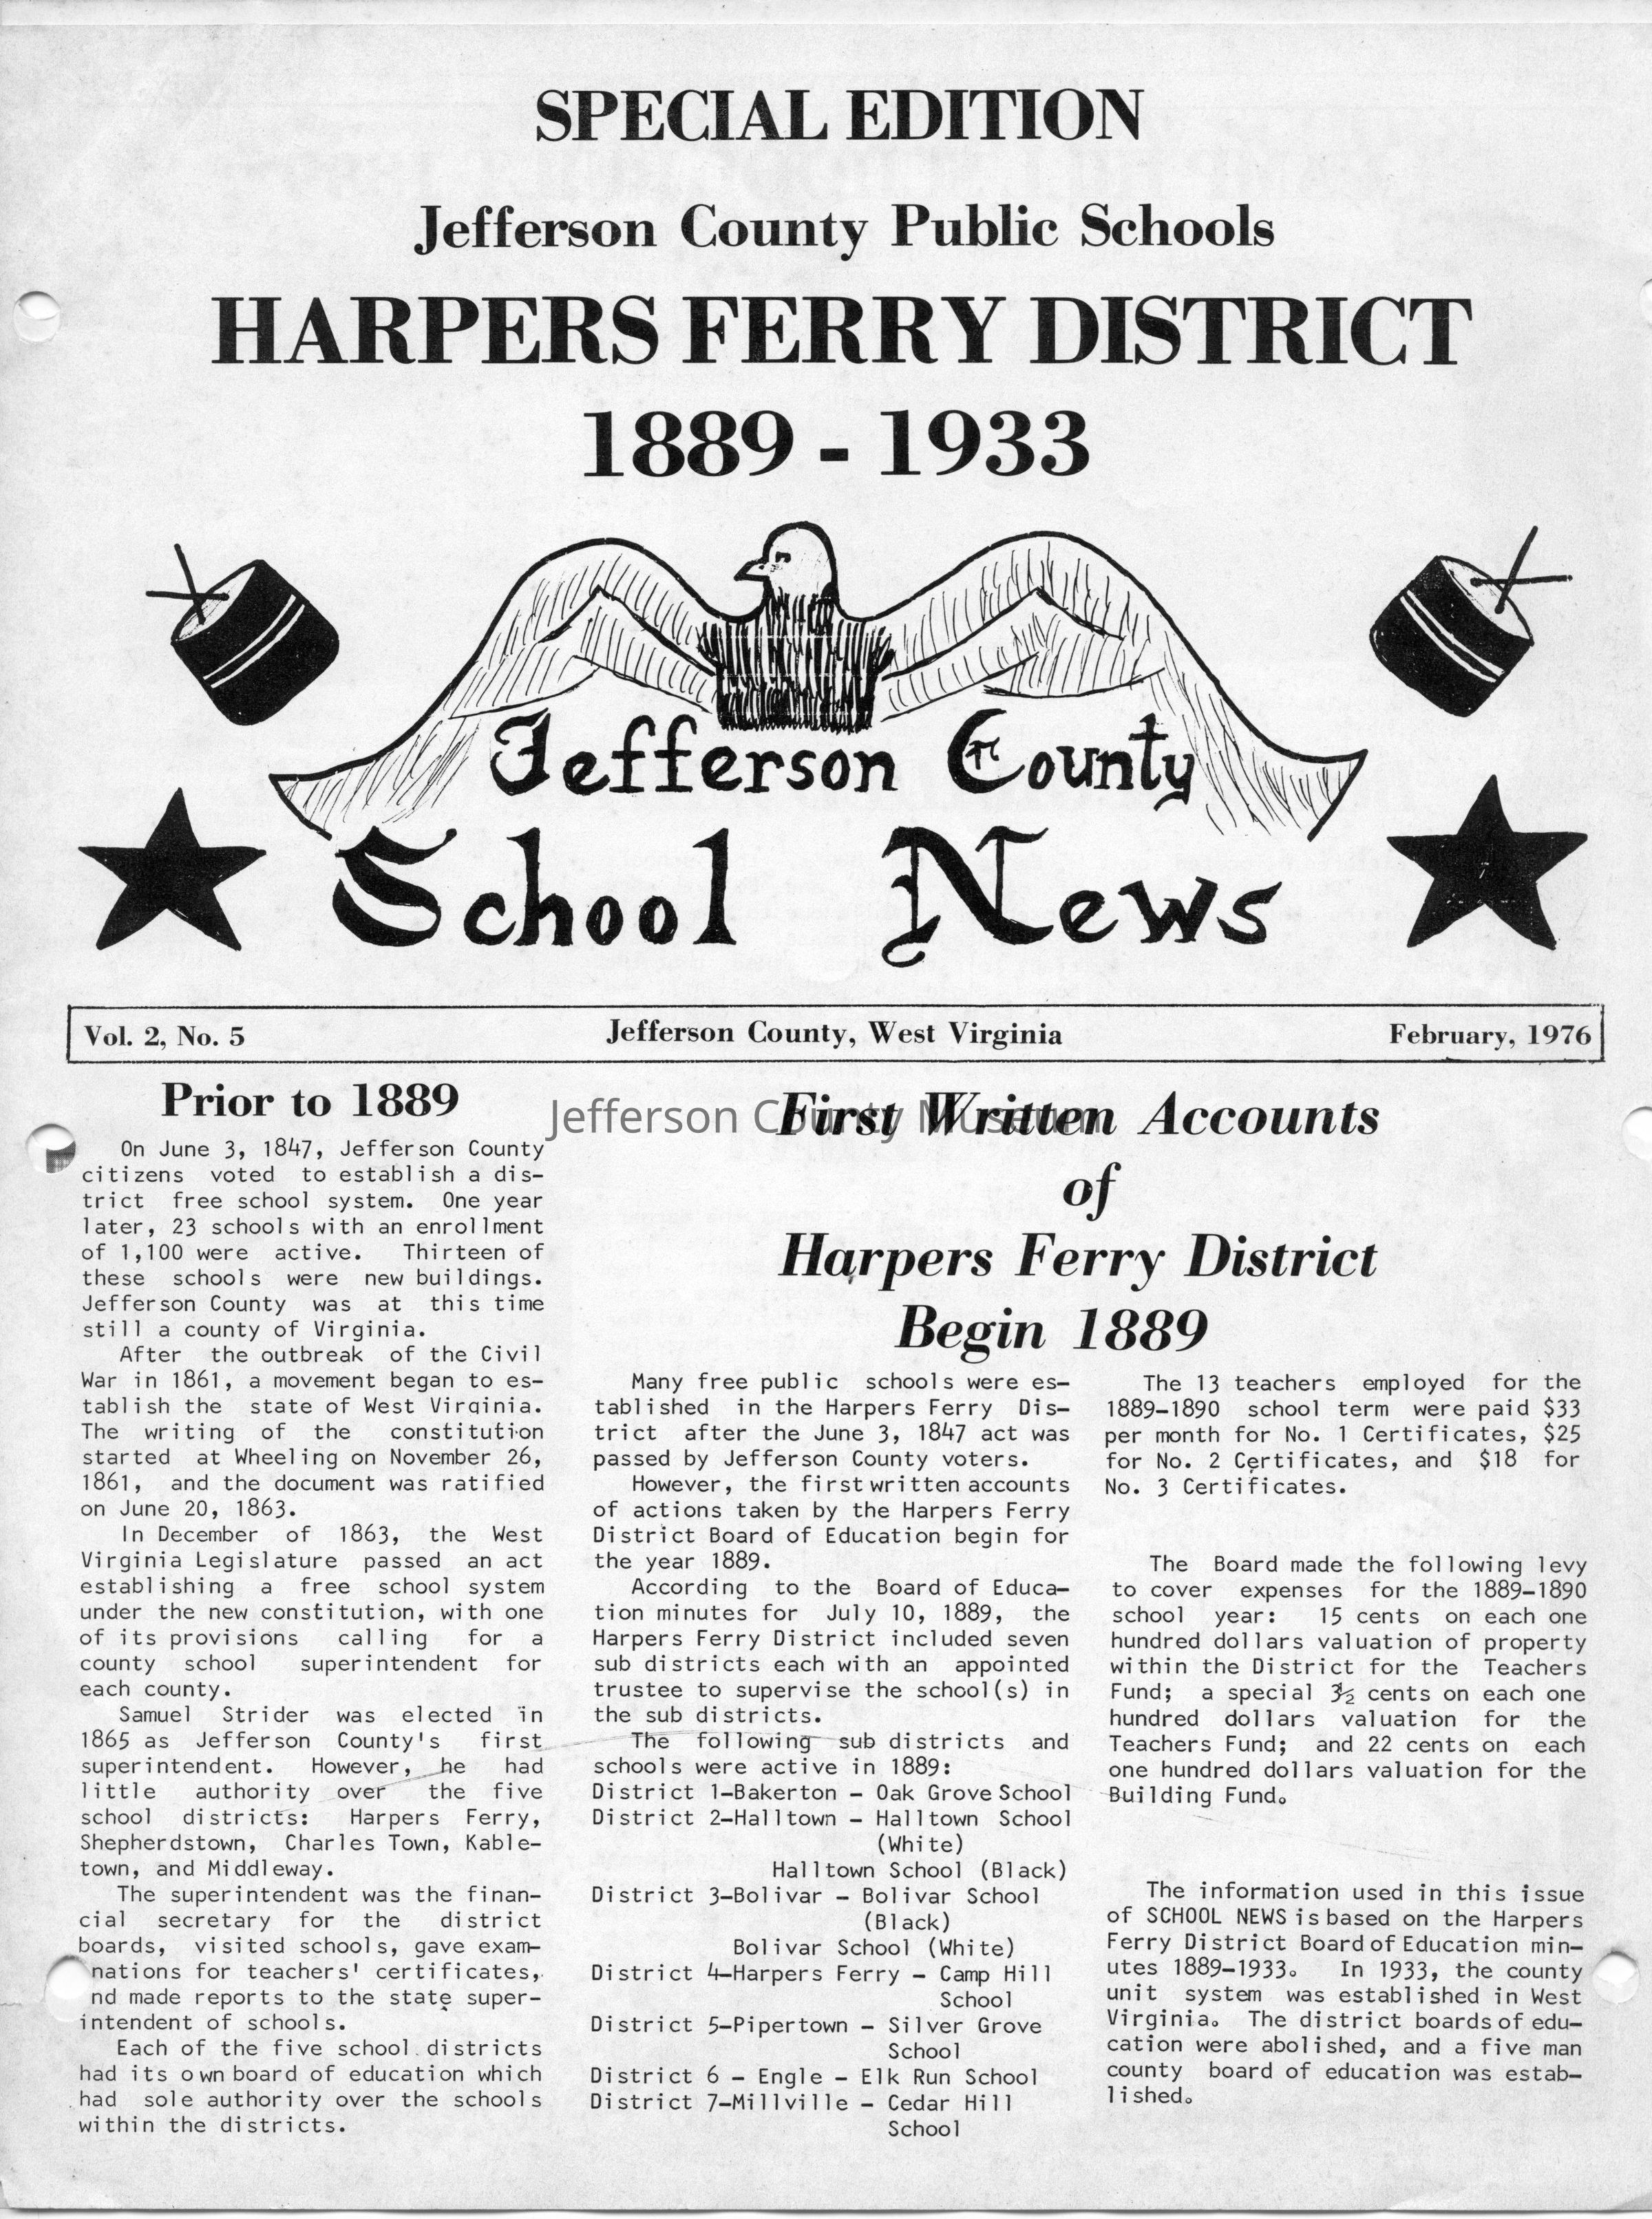 SPECIAL EDITION
Jefferson County Public Schools
HARPERS FERRY DISTRICT
1889 - 1933
Jefferson County
School News
Vol. 2, No. 5 Jefferson County, West Virginia February, 1976
Prior to 1889
On June 3, 1847, Jefferson County
citizens voted to establish a dis-
trict free school system. One year
later, 23 schools with an enrollment
of 1,100 were active. Thirteen of
these schools were new buildings.
Jefferson County was at this time
still a county of Virginia.
After the outbreak of the Civil
War in 1861, a movement began to es-
tablish the state of West Virginia.
The writing of the constitution
started at Wheeling on November 26,
1861, and the document was ratified
on June 20, 1863.
In December of 1863, the West
Virginia Legislature passed an act
establishing a free school system
under the new constitution, with one
of its provisions calling for a
county school superintendent for
each county.
Samuel Strider was elected in
1865 as Jefferson County's first
superintendent. However, he had
little authority over the five
school districts: Harpers Ferry,
Shepherdstown, Charles Town, Kable-
town, and Middleway.
The superintendent was the finan-
cial secretary for the district
boards, visited schools, gave exam-
nations for teachers' certificates,
nd made reports to the state super-
intendent of schools.
Each of the five school districts
had its own board of education which
had sole authority over the schools
within the districts.
Jefferson County Museum
First Written Accounts
of
Harpers Ferry District
Begin 1889
Many free public schools were es-
tablished in the Harpers Ferry Dis-
trict after the June 3, 1847 act was
passed by Jefferson County voters.
However, the first written accounts
of actions taken by the Harpers Ferry
District Board of Education begin for
the year 1889.
According to the Board of Educa-
tion minutes for July 10, 1889, the
Harpers Ferry District included seven
sub districts each with an appointed
trustee to supervise the school(s) in
the sub districts.
The following sub districts and
schools were active in 1889:
District 1-Bakerton - Oak Grove School
District 2-Halltown - Halltown School
(White)
Halltown School (Black)
District 3-Bolivar - Bolivar School
(Black)
Bolivar School (White)
District 4-Harpers Ferry - Camp Hill
School
District 5-Pipertown - Silver Grove
School
District 6 - Engle - Elk Run School
District 7-Millville - Cedar Hill
School
The 13 teachers employed for the
1889-1890 school term were paid $33
per month for No. 1 Certificates, $25
for No. 2 Certificates, and $18 for
No. 3 Certificates.
The Board made the following levy
to cover expenses for the 1889-1890
school year: 15 cents on each one
hundred dollars valuation of property
within the District for the Teachers
Fund; a special 3½ cents on each one
hundred dollars valuation for the
Teachers Fund; and 22 cents on each
one hundred dollars valuation for the
Building Fund.
The information used in this issue
of SCHOOL NEWS is based on the Harpers
Ferry District Board of Education min-
utes 1889-1933. In 1933, the county
unit system was established in West
Virginia. The district boards of edu-
cation were abolished, and a five man
county board of education was estab-
lished.